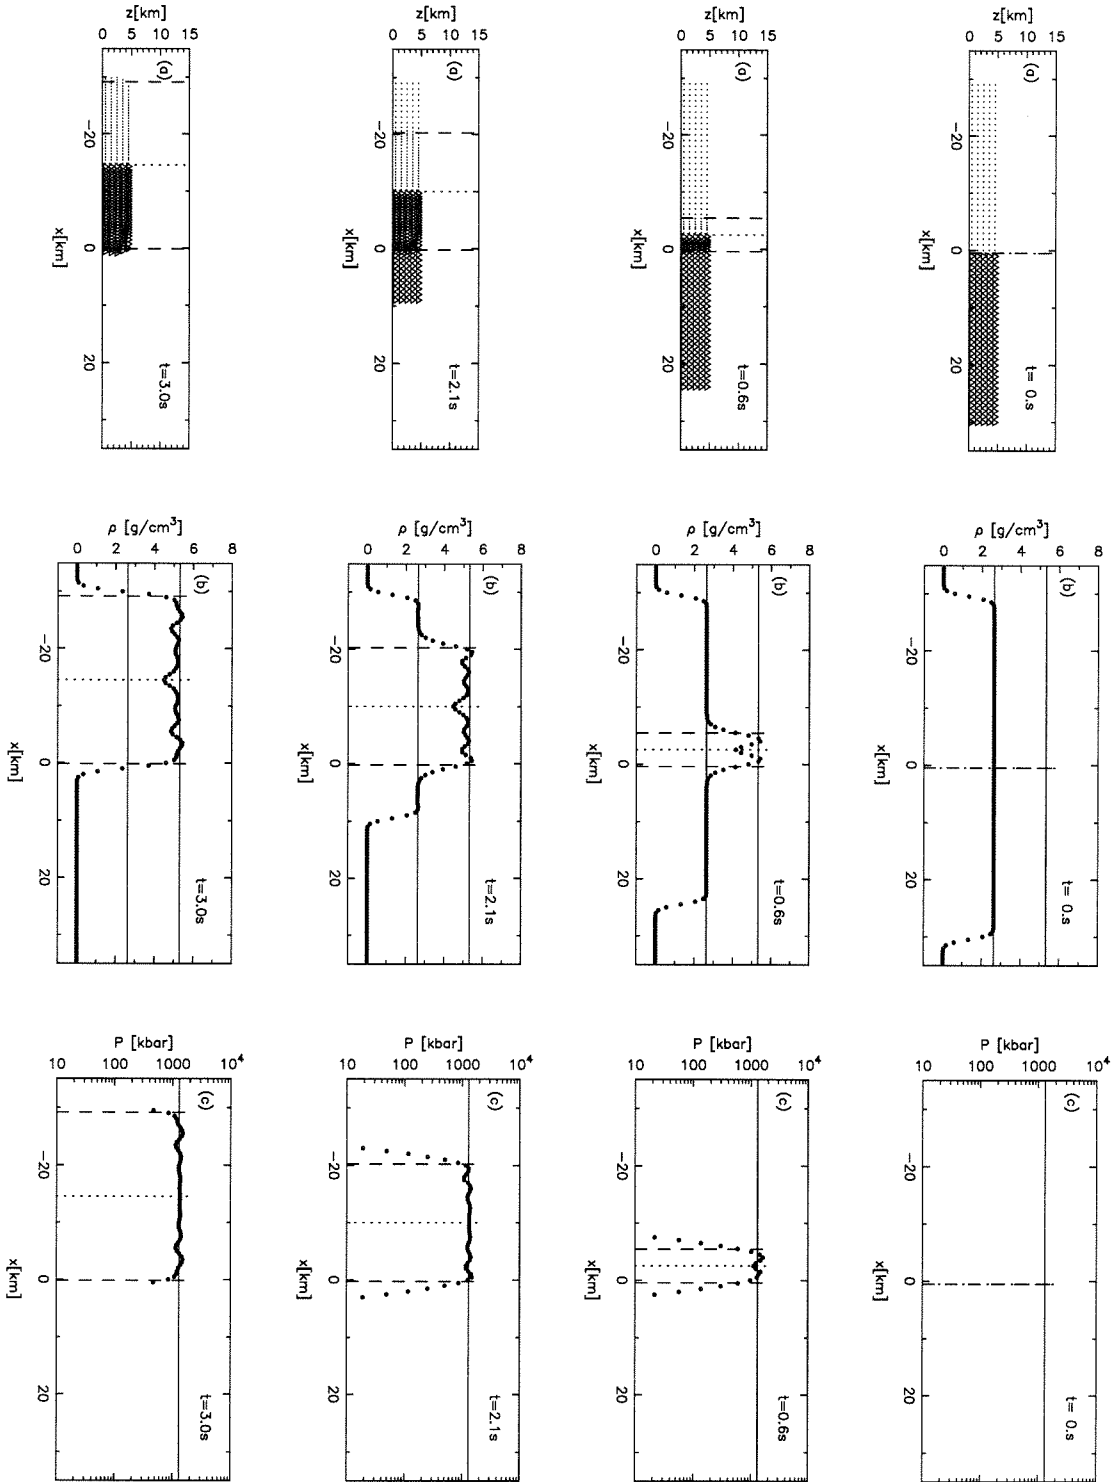 z[km]
0 5 10 15
(a)
t= 0.s
-20 0 20
x[km]
ρ [g/cm³]
0 2 4 6 8
t= 0.s
-20 0 20
x[km]
P [kbar]
10 100 1000 10⁴
(c)
t= 0.s
-20 0 20
x[km]
z[km]
0 5 10 15
(a)
t=0.6s
-20 0 20
x[km]
ρ [g/cm³]
0 2 4 6 8
(b)
t=0.6s
-20 0 20
x[km]
P [kbar]
10 100 1000 10⁴
(c)
t=0.6s
-20 0 20
x[km]
z[km]
0 5 10 15
(a)
t=2.1s
-20 0 20
x[km]
ρ [g/cm³]
0 2 4 6 8
(b)
t=2.1s
-20 0 20
x[km]
P [kbar]
10 100 1000 10⁴
(c)
t=2.1s
-20 0 20
x[km]
z[km]
0 5 10 15
(a)
t=3.0s
-20 0 20
x[km]
ρ [g/cm³]
0 2 4 6 8
(b)
t=3.0s
-20 0 20
x[km]
P [kbar]
10 100 1000 10⁴
(c)
t=3.0s
-20 0 20
x[km]